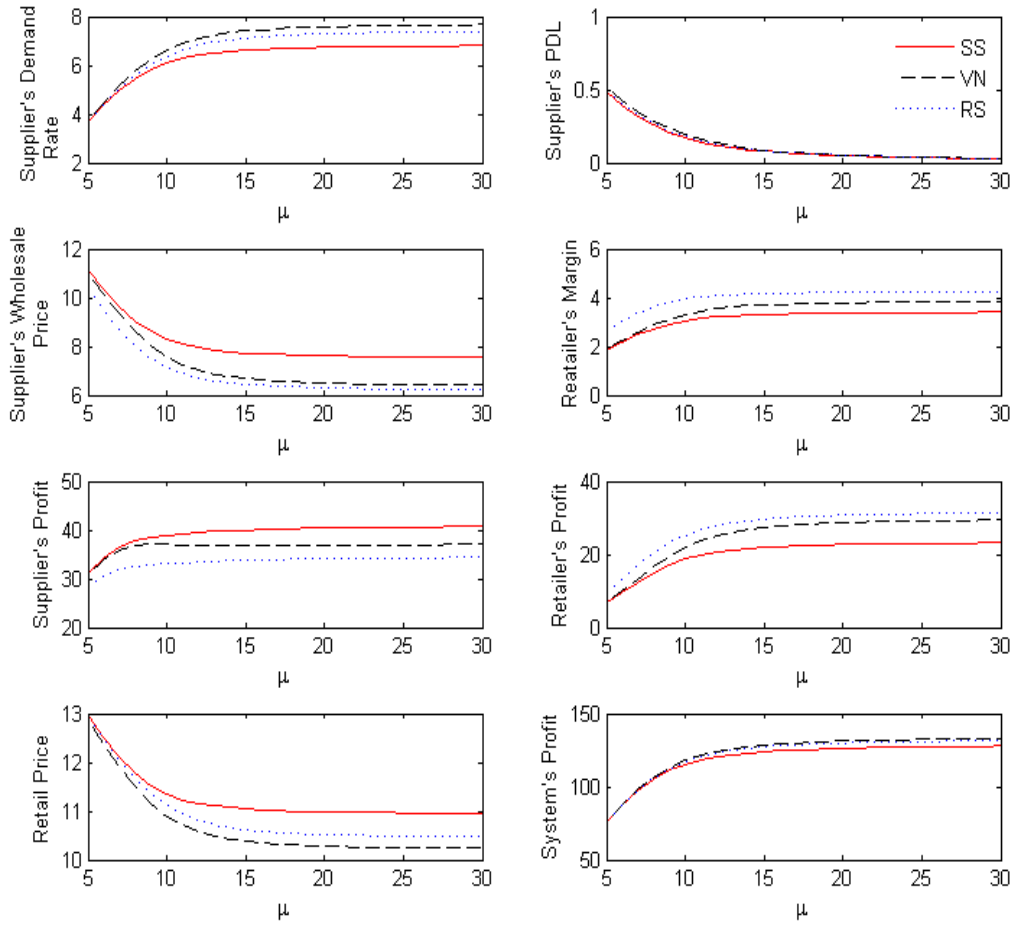 Supplier's Demand
Rate
8
6
4
2
5 10 15 20 25 30
μ
Supplier's PDL
1
0.5
0
5 10 15 20 25 30
μ
SS
VN
RS
Supplier's Wholesale
Price
12
10
8
6
5 10 15 20 25 30
μ
Reatailer's Margin
6
4
2
0
5 10 15 20 25 30
μ
Supplier's Profit
50
40
30
20
5 10 15 20 25 30
μ
Retailer's Profit
40
20
0
5 10 15 20 25 30
μ
Retail Price
13
12
11
10
5 10 15 20 25 30
μ
System's Profit
150
100
50
5 10 15 20 25 30
μ